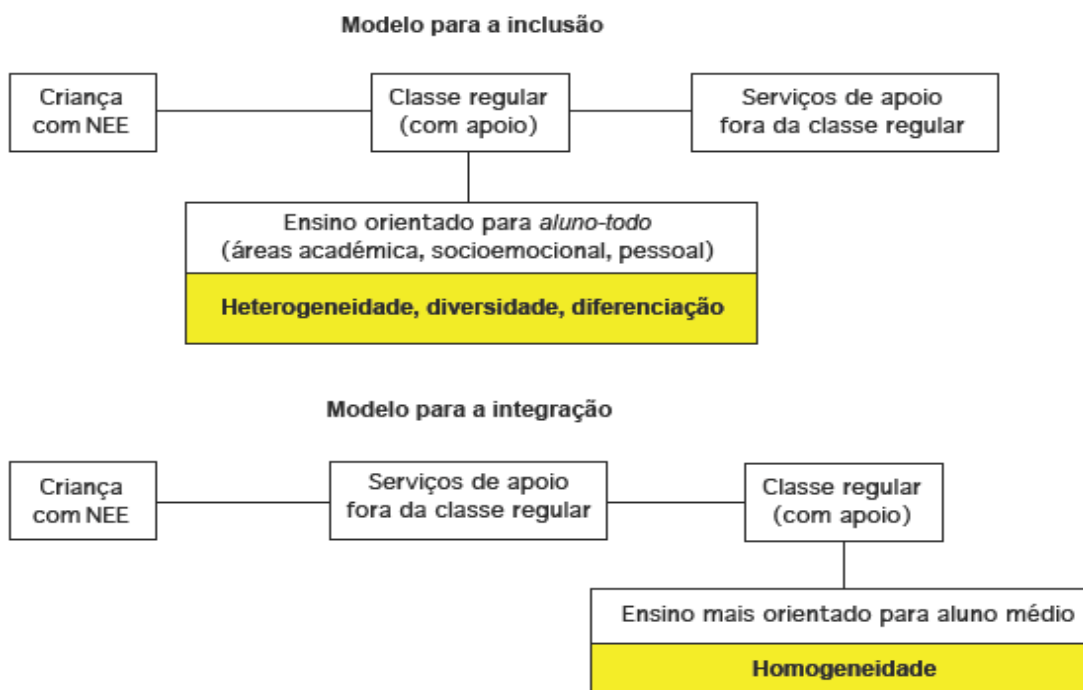 Modelo para a inclusão
Criança
com NEE
Classe regular
(com apoio)
Serviços de apoio
fora da classe regular
Ensino orientado para aluno-todo
(áreas académica, socioemocional, pessoal)
Heterogeneidade, diversidade, diferenciação
Modelo para a integração
Criança
com NEE
Serviços de apoio
fora da classe regular
Classe regular
(com apoio)
Ensino mais orientado para aluno médio
Homogeneidade